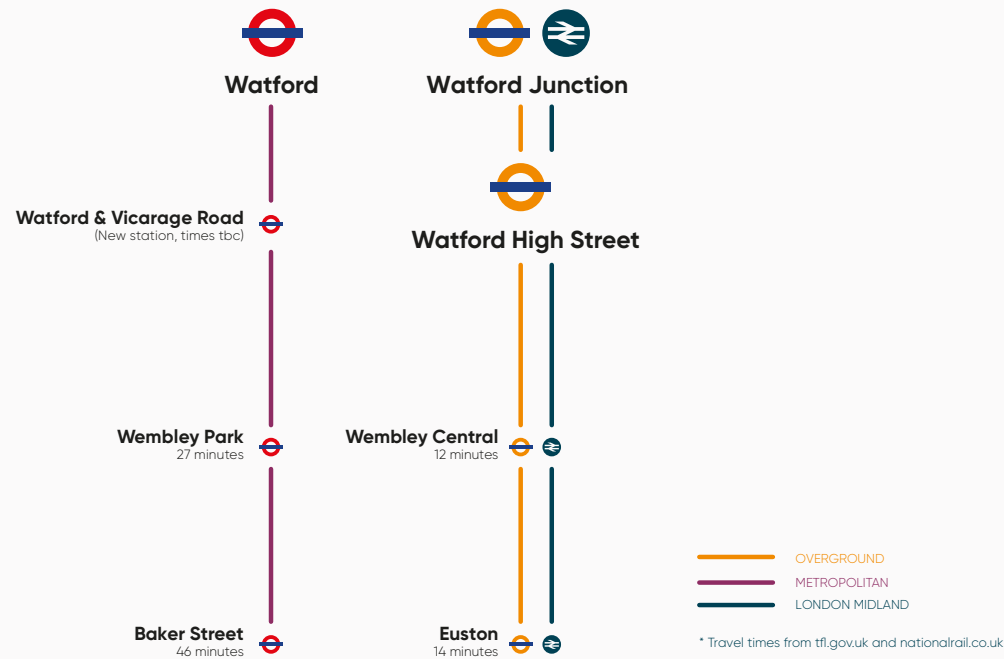 Watford
Watford Junction
Watford & Vicarage Road
(New station, times tbc)
Watford High Street
Wembley Park
27 minutes
Wembley Central
12 minutes
Baker Street
46 minutes
Euston
14 minutes
OVERGROUND
METROPOLITAN
LONDON MIDLAND
* Travel times from tfl.gov.uk and nationalrail.co.uk